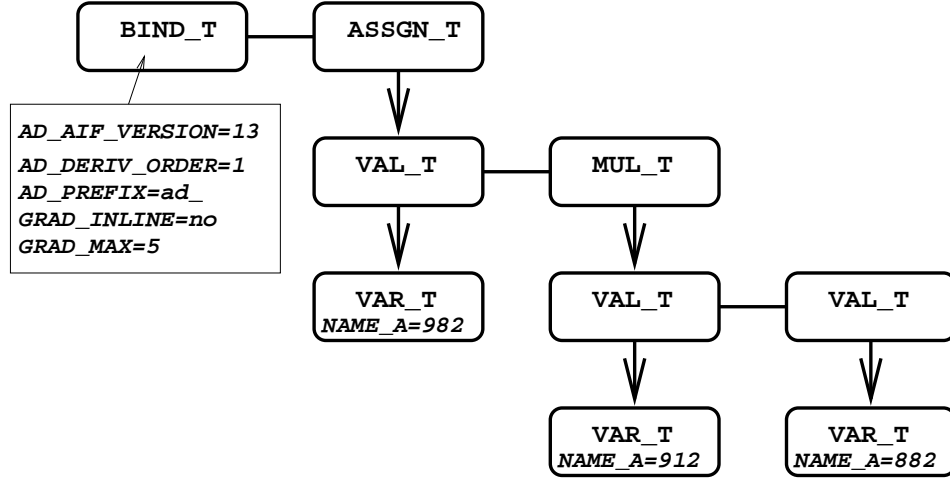 BIND_T
ASSGN_T
AD_AIF_VERSION=13
AD_DERIV_ORDER=1
AD_PREFIX=ad_
GRAD_INLINE=no
GRAD_MAX=5
VAL_T
MUL_T
VAR_T
NAME_A=982
VAL_T
VAL_T
VAR_T
NAME_A=912
VAR_T
NAME_A=882